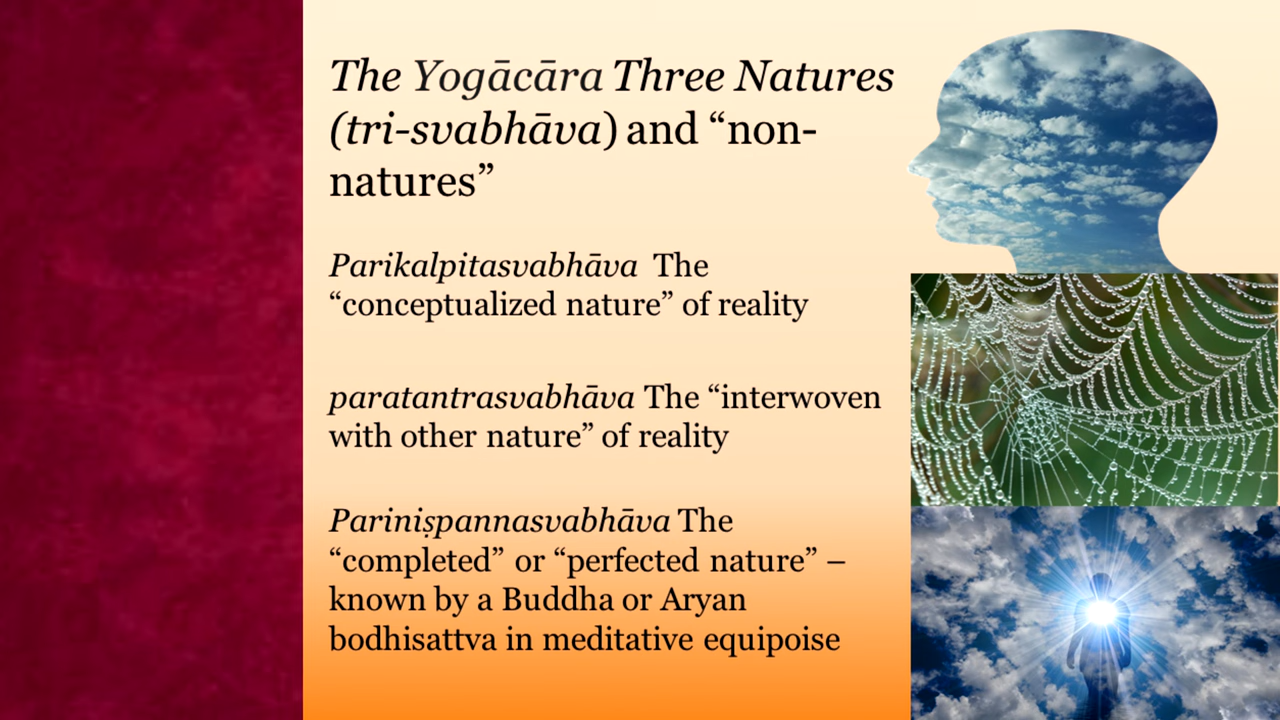 The Yogācāra Three Natures
(tri-svabhāva) and “non-
natures”
Parikalpitasvabhāva The
“conceptualized nature” of reality
paratantrasvabhāva The “interwoven
with other nature” of reality
Pariniṣpannasvabhāva The
“completed” or “perfected nature” –
known by a Buddha or Aryan
bodhisattva in meditative equipoise